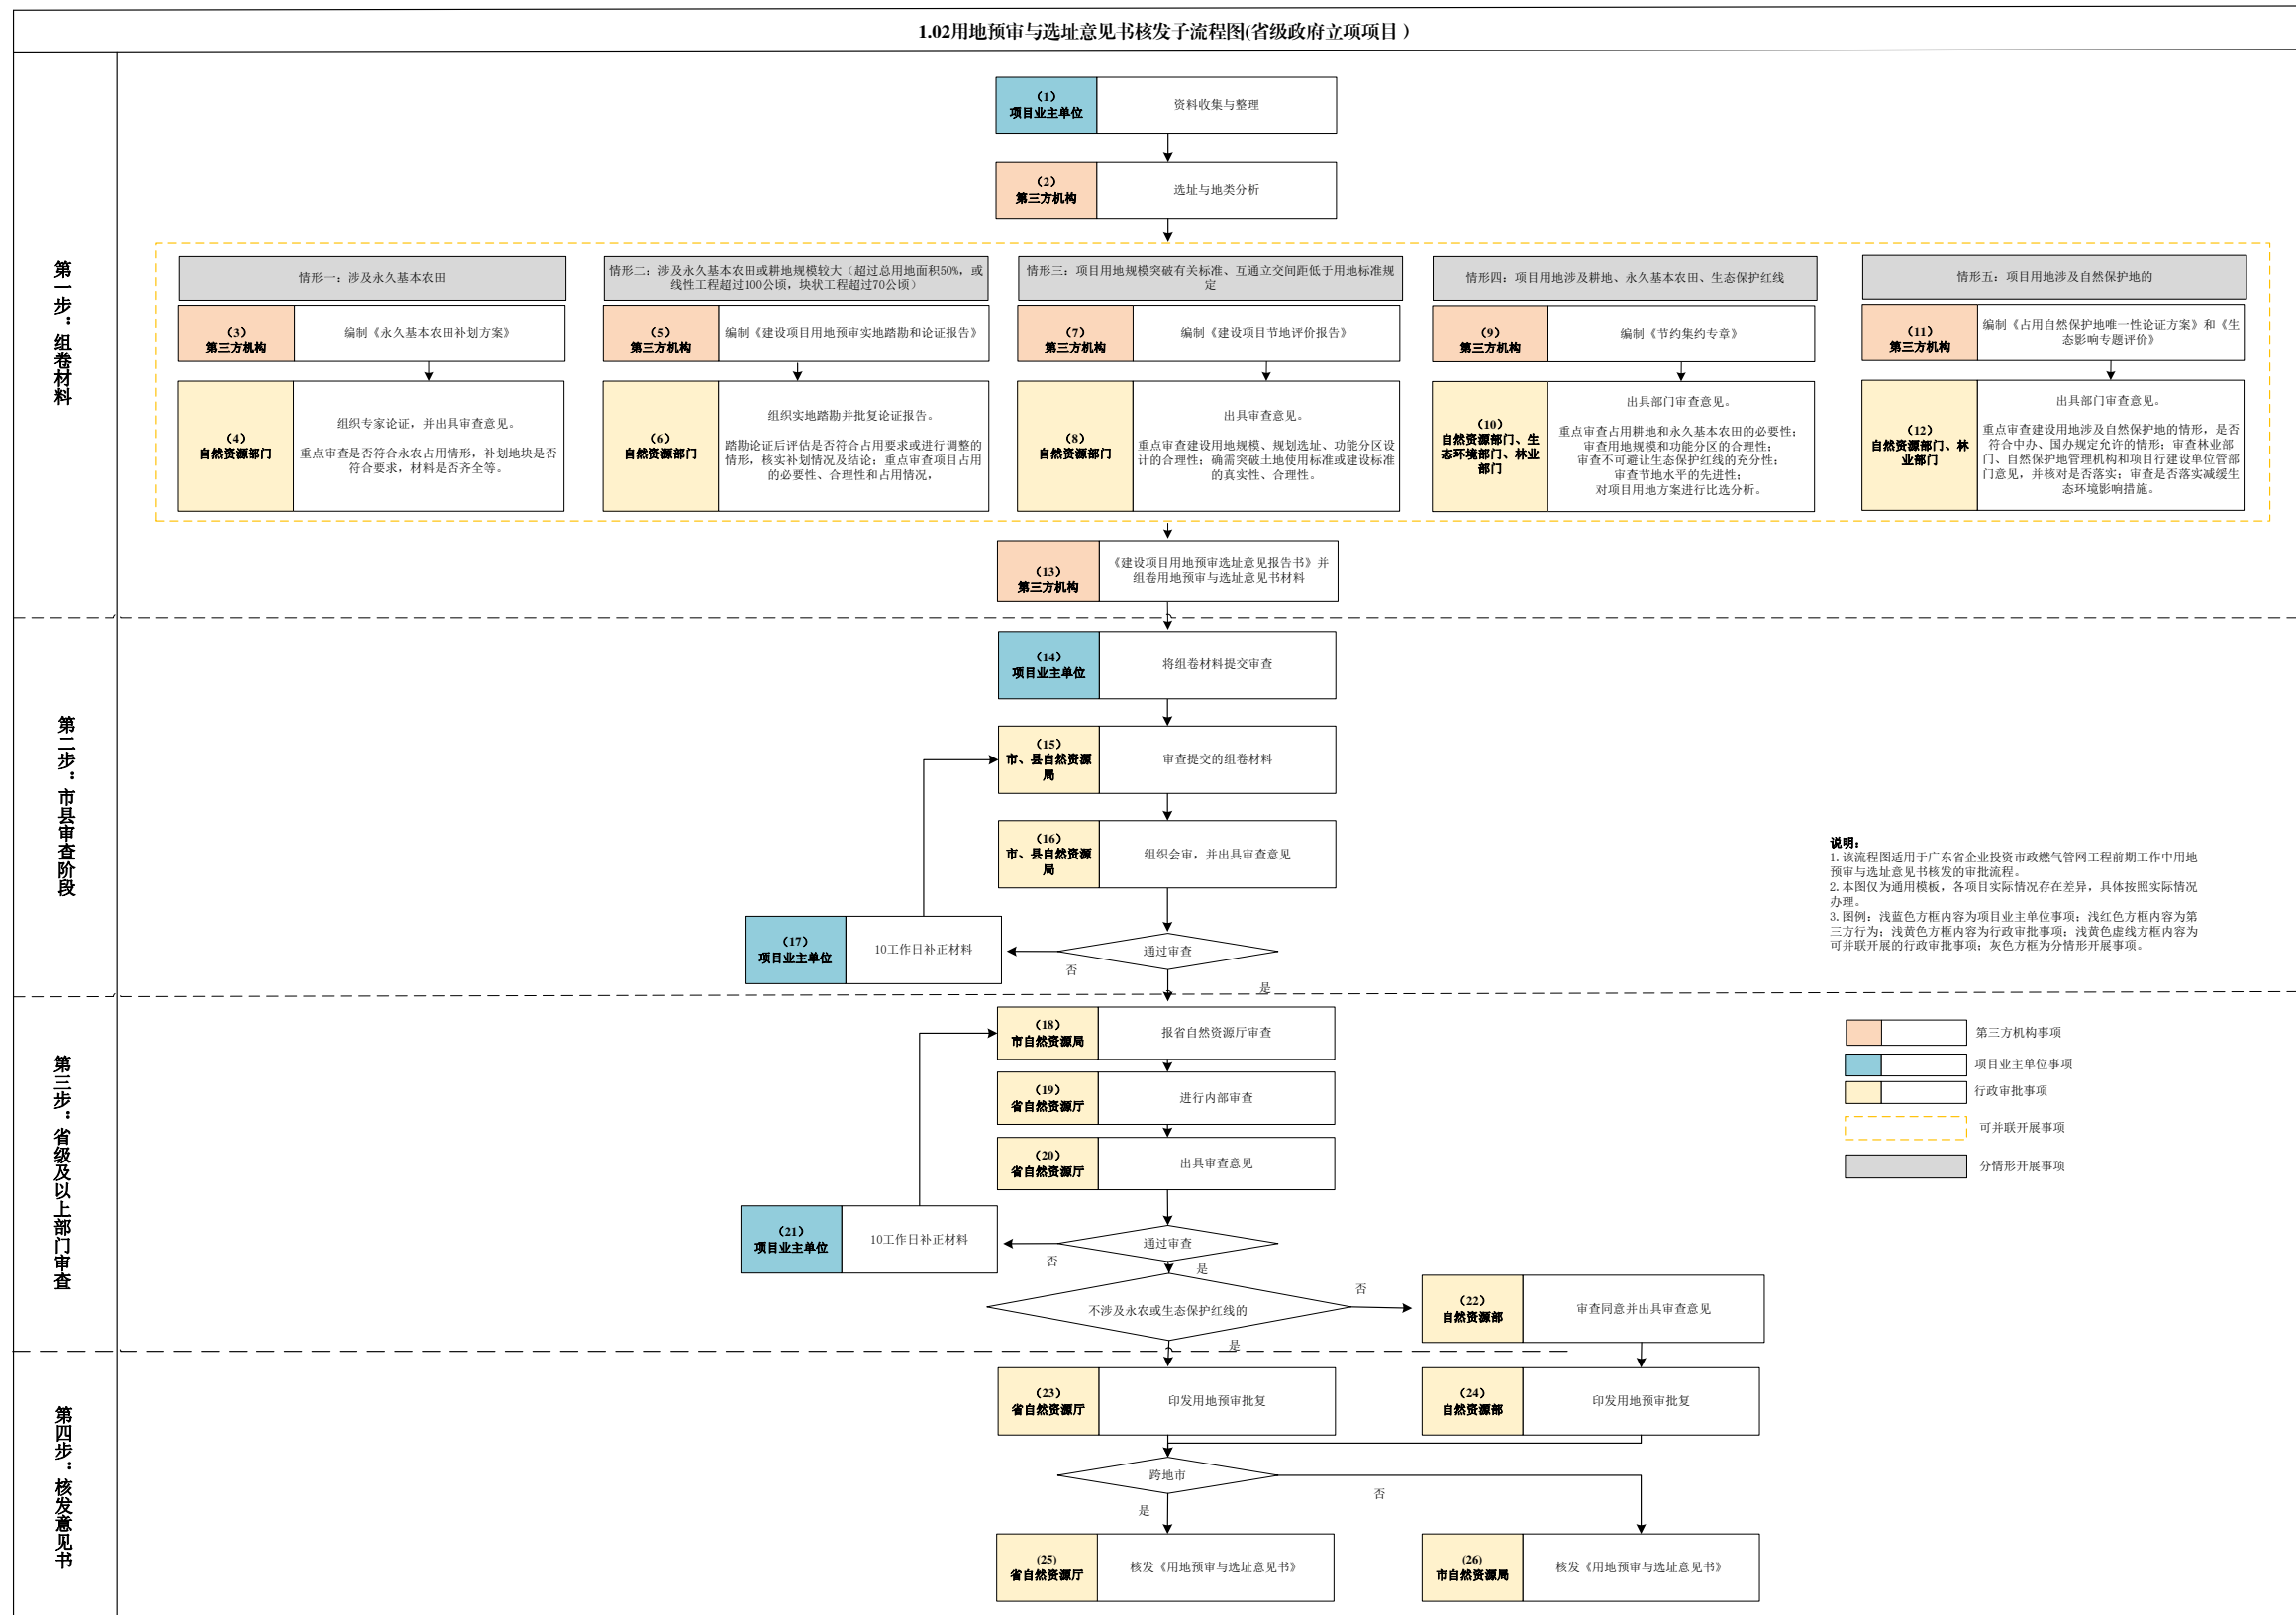 1.02用地预审与选址意见书核发子流程图(省级政府立项项目 )
第一步：组卷材料
（1）
项目业主单位
资料收集与整理
（2）
第三方机构
选址与地类分析
情形一：涉及永久基本农田
（3）
第三方机构
编制《永久基本农田补划方案》
（4）
自然资源部门
组织专家论证，并出具审查意见。
重点审查是否符合永农占用情形，补划地块是否
符合要求，材料是否齐全等。
情形二：涉及永久基本农田或耕地规模较大（超过总用地面积50%，或
线性工程超过100公顷，块状工程超过70公顷）
（5）
第三方机构
编制《建设项目用地预审实地踏勘和论证报告》
（6）
自然资源部门
组织实地踏勘并批复论证报告。
踏勘论证后评估是否符合占用要求或进行调整的
情形，核实补划情况及结论；重点审查项目占用
的必要性、合理性和占用情况，
情形三：项目用地规模突破有关标准、互通立交间距低于用地标准规
定
（7）
第三方机构
编制《建设项目节地评价报告》
（8）
自然资源部门
出具审查意见。
重点审查建设用地规模、规划选址、功能分区设
计的合理性；确需突破土地使用标准或建设标准
的真实性、合理性。
情形四：项目用地涉及耕地、永久基本农田、生态保护红线
（9）
第三方机构
编制《节约集约专章》
（10）
自然资源部门、生
态环境部门、林业
部门
出具部门审查意见。
重点审查占用耕地和永久基本农田的必要性；
审查用地规模和功能分区的合理性；
审查不可避让生态保护红线的充分性；
审查节地水平的先进性；
对项目用地方案进行比选分析。
情形五：项目用地涉及自然保护地的
（11）
第三方机构
编制《占用自然保护地唯一性论证方案》和《生
态影响专题评价》
（12）
自然资源部门、林
业部门
出具部门审查意见。
重点审查建设用地涉及自然保护地的情形，是否
符合中办、国办规定允许的情形；审查林业部
门、自然保护地管理机构和项目行建设单位管部
门意见，并核对是否落实；审查是否落实减缓生
态环境影响措施。
（13）
第三方机构
《建设项目用地预审选址意见报告书》并
组卷用地预审与选址意见书材料
第二步：市县审查阶段
（14）
项目业主单位
将组卷材料提交审查
（15）
市、县自然资源
局
审查提交的组卷材料
（16）
市、县自然资源
局
组织会审，并出具审查意见
（17）
项目业主单位
10工作日补正材料
通过审查
否
是
说明：
1.该流程图适用于广东省企业投资市政燃气管网工程前期工作中用地
预审与选址意见书核发的审批流程。
2.本图仅为通用模板，各项目实际情况存在差异，具体按照实际情况
办理。
3.图例：浅蓝色方框内容为项目业主单位事项；浅红色方框内容为第
三方行为；浅黄色方框内容为行政审批事项；浅黄色虚线方框内容为
可并联开展的行政审批事项；灰色方框为分情形开展事项。
第三步：省级及以上部门审查
（18）
市自然资源局
报省自然资源厅审查
（19）
省自然资源厅
进行内部审查
（20）
省自然资源厅
出具审查意见
（21）
项目业主单位
10工作日补正材料
通过审查
否
是
不涉及永农或生态保护红线的
否
是
（22）
自然资源部
审查同意并出具审查意见
第三方机构事项
项目业主单位事项
行政审批事项
可并联开展事项
分情形开展事项
第四步：核发意见书
（23）
省自然资源厅
印发用地预审批复
（24）
自然资源部
印发用地预审批复
跨地市
是
否
(25)
省自然资源厅
核发《用地预审与选址意见书》
(26)
市自然资源局
核发《用地预审与选址意见书》